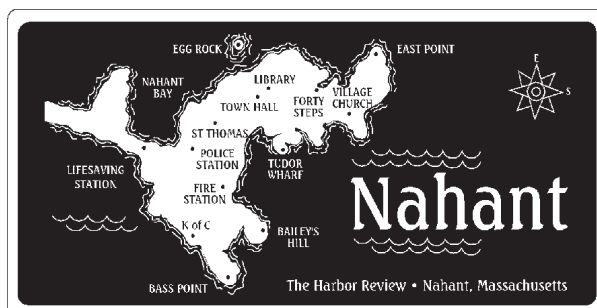 EGG ROCK
EAST POINT
NAHANT
BAY
LIBRARY
TOWN HALL
FORTY
STEPS
VILLAGE
CHURCH
E
S
ST THOMAS
POLICE
STATION
TUDOR
WHARF
LIFESAVING
STATION
FIRE
STATION
Nahant
K of C
BAILEY'S
HILL
BASS POINT
The Harbor Review • Nahant, Massachusetts